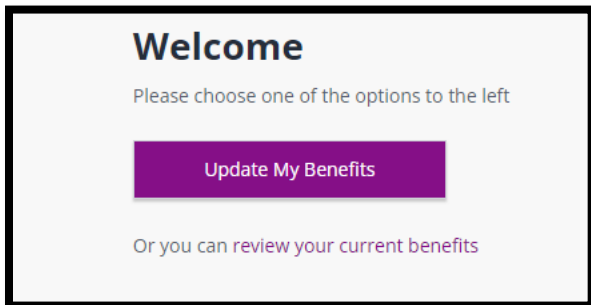 Welcome
Please choose one of the options to the left
Update My Benefits
Or you can review your current benefits